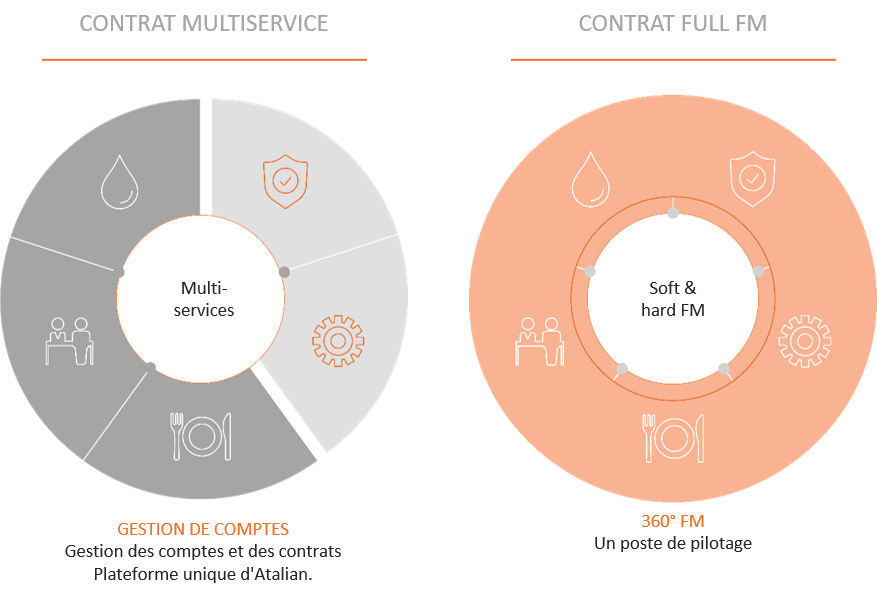 CONTRAT MULTISERVICE
Multi-
services
GESTION DE COMPTES
Gestion des comptes et des contrats
Plateforme unique d'Atalian.
CONTRAT FULL FM
Soft &
hard FM
360° FM
Un poste de pilotage